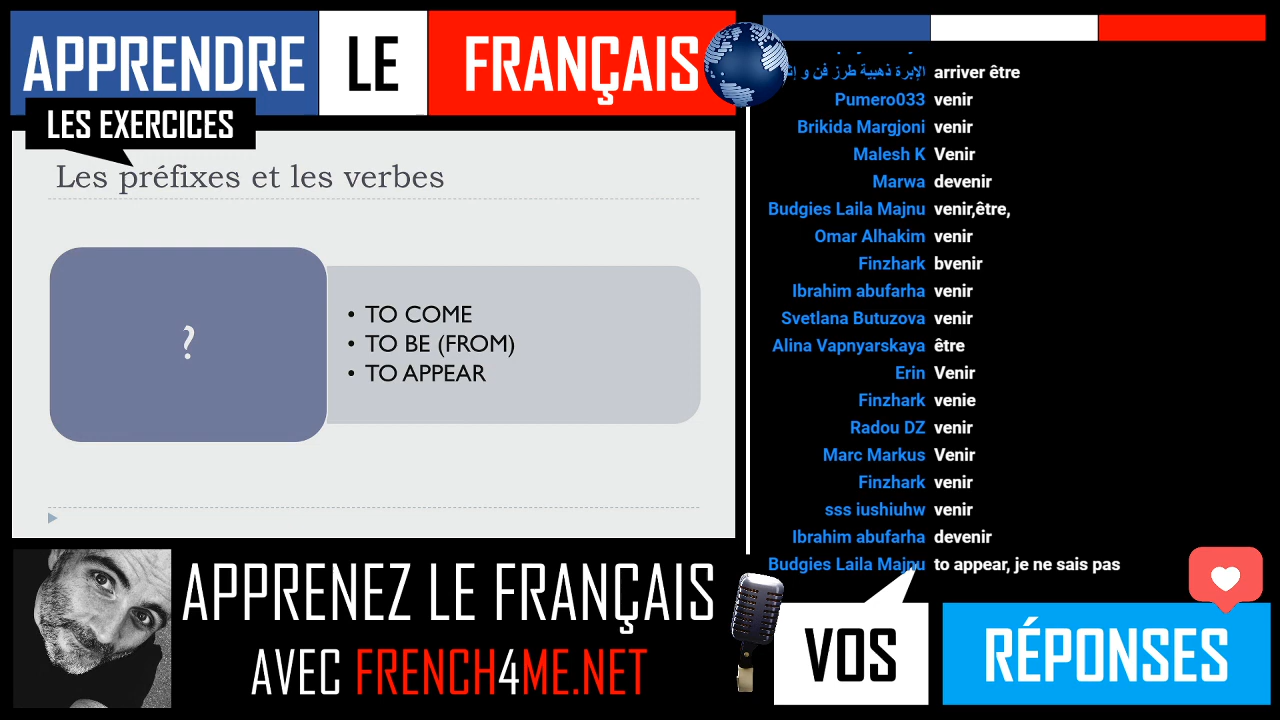 APPRENDRE LE FRANÇAIS
LES EXERCICES
Les préfixes et les verbes
?
• TO COME
• TO BE (FROM)
• TO APPEAR
APPRENEZ LE FRANÇAIS
AVEC FRENCH4ME.NET
الإبرة ذهبية طرز فن و arriver être
Pumero033 venir
Brikida Margjoni venir
Malesh K Venir
Marwa devenir
Budgies Laila Majnu venir,être,
Omar Alhakim venir
Finzhark bvenir
Ibrahim abufarha venir
Svetlana Butuzova venir
Alina Vapnyarskaya être
Erin Venir
Finzhark venie
Radou DZ venir
Marc Markus Venir
Finzhark venir
sss iushiuhw venir
Ibrahim abufarha devenir
Budgies Laila Majnu to appear, je ne sais pas
VOS RÉPONSES